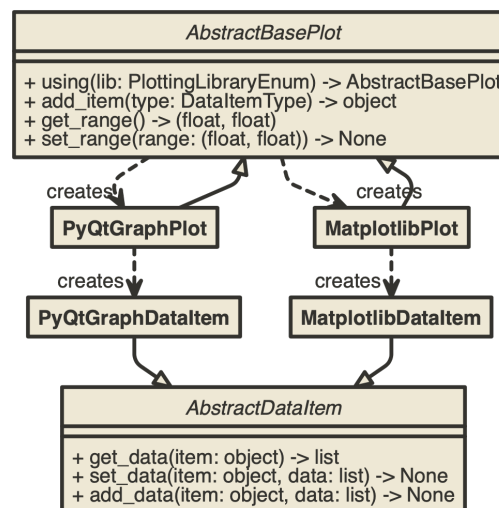 AbstractBasePlot
+ using(lib: PlottingLibraryEnum) -> AbstractBasePlot
+ add_item(type: DataItemType) -> object
+ get_range() -> (float, float)
+ set_range(range: (float, float)) -> None
creates
creates
PyQtGraphPlot
MatplotlibPlot
creates
creates
PyQtGraphDataItem
MatplotlibDataItem
AbstractDataItem
+ get_data(item: object) -> list
+ set_data(item: object, data: list) -> None
+ add_data(item: object, data: list) -> None